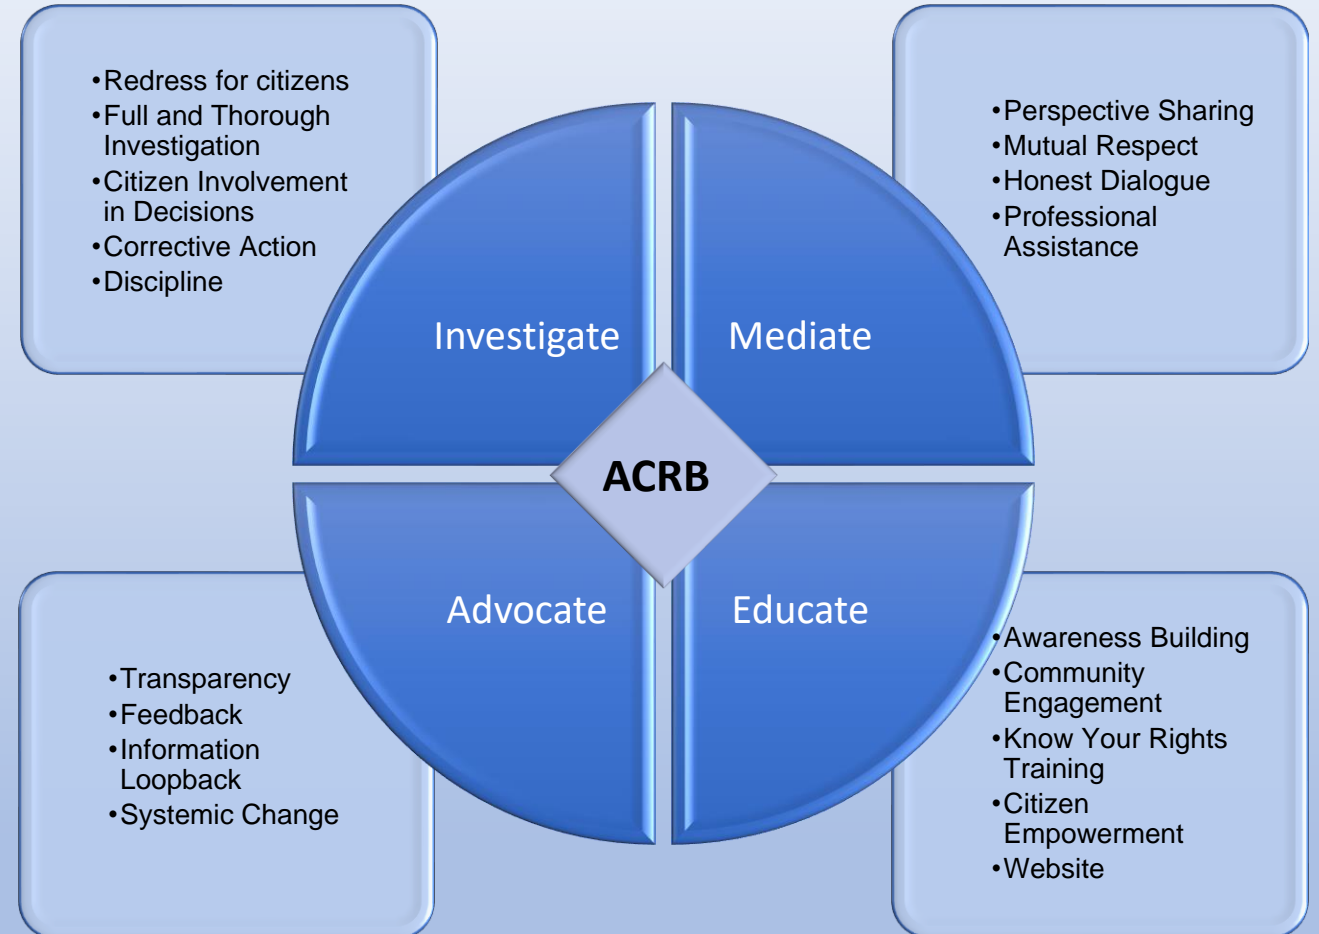 •Redress for citizens
•Full and Thorough
Investigation
•Citizen Involvement
in Decisions
•Corrective Action
•Discipline
•Perspective Sharing
•Mutual Respect
•Honest Dialogue
•Professional
Assistance
Investigate
Mediate
ACRB
Advocate
Educate
•Transparency
•Feedback
•Information
Loopback
•Systemic Change
•Awareness Building
•Community
Engagement
•Know Your Rights
Training
•Citizen
Empowerment
•Website